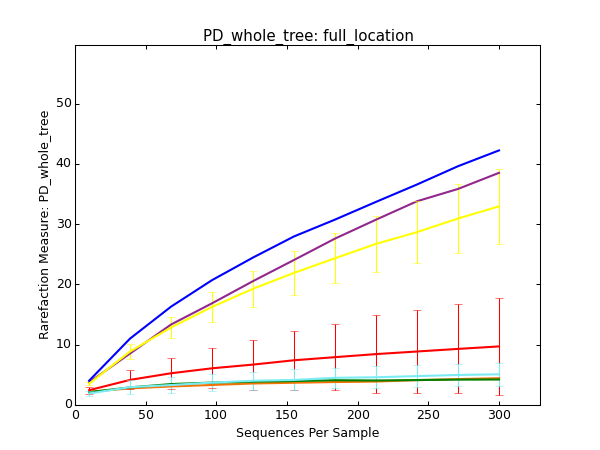 PD_whole_tree: full_location
Rarefaction Measure: PD_whole_tree
50
40
30
20
10
0
0 50 100 150 200 250 300
Sequences Per Sample